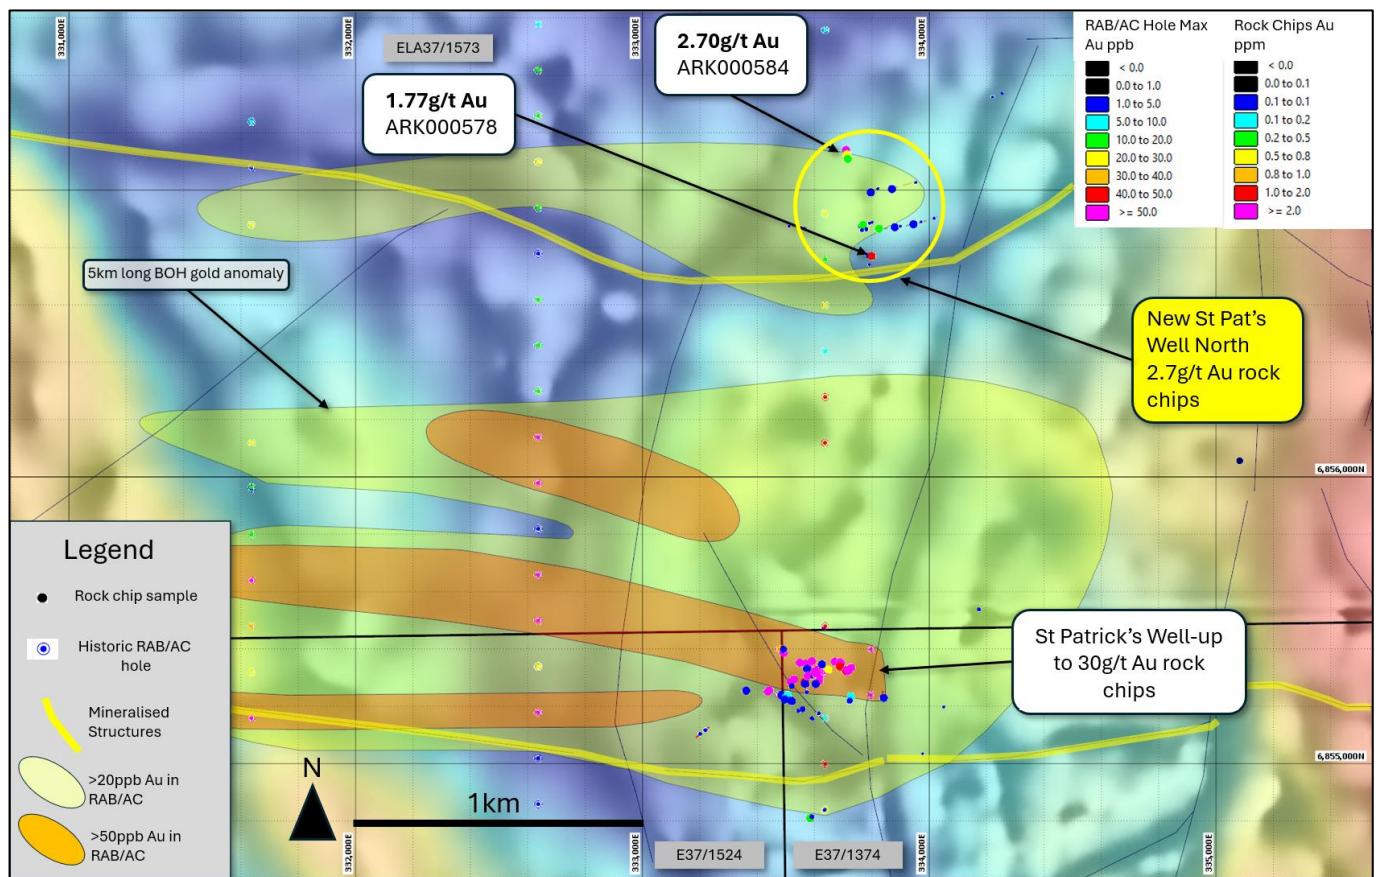 331,000E
332,000E
333,000E
334,000E
ELA37/1573
2.70g/t Au
ARK000584
1.77g/t Au
ARK000578
RAB/AC Hole Max
Au ppb
< 0.0
0.0 to 1.0
1.0 to 5.0
5.0 to 10.0
10.0 to 20.0
20.0 to 30.0
30.0 to 40.0
40.0 to 50.0
>= 50.0
Rock Chips Au
ppm
< 0.0
0.0 to 0.1
0.1 to 0.1
0.1 to 0.2
0.2 to 0.5
0.5 to 0.8
0.8 to 1.0
1.0 to 2.0
>= 2.0
5km long BOH gold anomaly
New St Pat's
Well North
2.7g/t Au rock
chips
6,856,000N
Legend
Rock chip sample
Historic RAB/AC
hole
Mineralised
Structures
>20ppb Au in
RAB/AC
>50ppb Au in
RAB/AC
St Patrick's Well-up
to 30g/t Au rock
chips
6,855,000N
N
1km
332,000E
333,000E
334,000E
335,000E
E37/1524
E37/1374